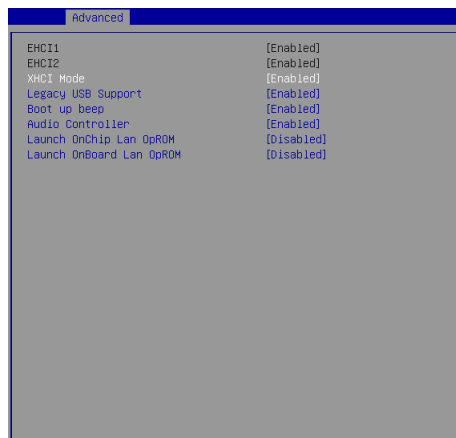 Advanced
EHCI1 [Enabled]
EHCI2 [Enabled]
XHCI Mode [Enabled]
Legacy USB Support [Enabled]
Boot up beep [Enabled]
Audio Controller [Enabled]
Launch OnChip Lan OpROM [Disabled]
Launch OnBoard Lan OpROM [Disabled]